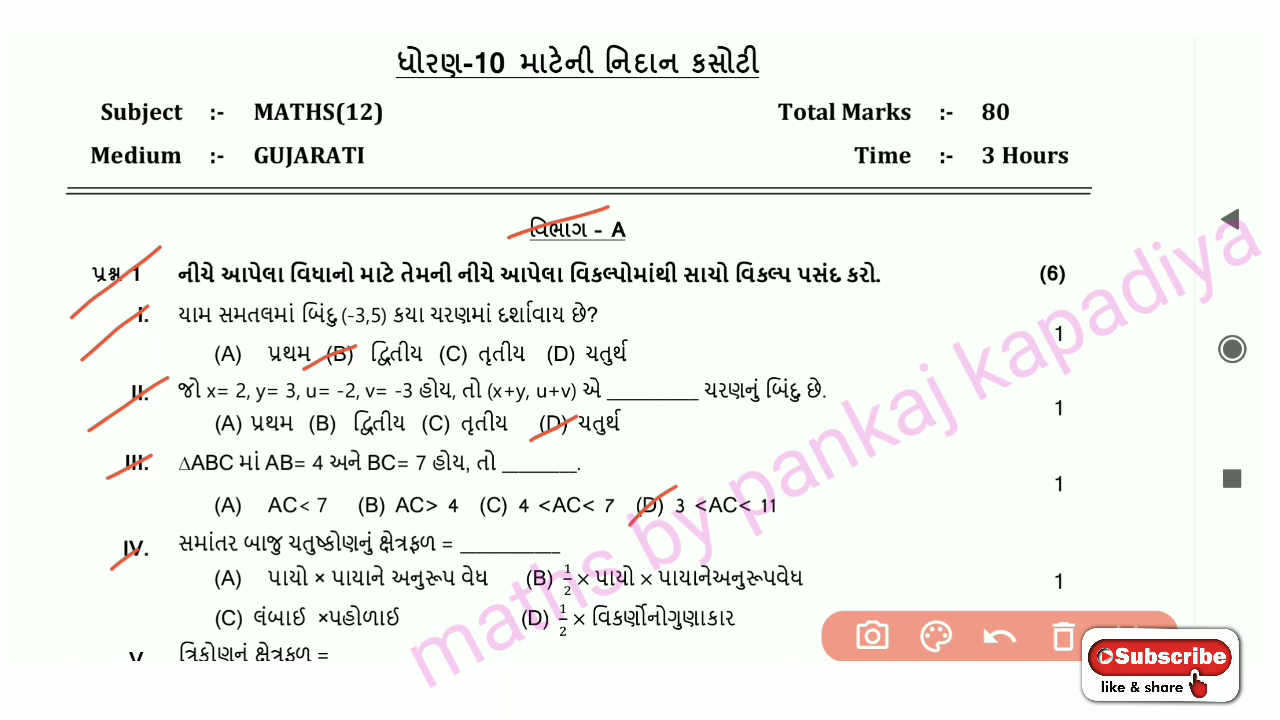 ધોરણ-10 માટેની નિદાન કસોટી
Subject :- MATHS(12) Total Marks :- 80
Medium :- GUJARATI Time :- 3 Hours
વિભાગ - A
પ્રશ્ન 1 નીચે આપેલા વિધાનો માટે તેમની નીચે આપેલા વિકલ્પોમાંથી સાચો વિકલ્પ પસંદ કરો. (6)
I. યામ સમતલમાં બિંદુ (-3,5) કયા ચરણમાં દર્શાવાય છે? 1
(A) પ્રથમ (B) દ્વિતીય (C) તૃતીય (D) ચતુર્થ
II. જો x= 2, y= 3, u= -2, v= -3 હોય, તો (x+y, u+v) એ _________ ચરણનું બિંદુ છે. 1
(A) પ્રથમ (B) દ્વિતીય (C) તૃતીય (D) ચતુર્થ
III. ∆ABC માં AB= 4 અને BC= 7 હોય, તો ________. 1
(A) AC< 7 (B) AC> 4 (C) 4 <AC< 7 (D) 3 <AC< 11
IV. સમાંતર બાજુ ચતુષ્કોણનું ક્ષેત્રફળ = ___________ 1
(A) પાયો × પાયાને અનુરૂપ વેધ (B) 1/2 × પાયો × પાયાનેઅનુરૂપવેધ
(C) લંબાઈ ×પહોળાઈ (D) 1/2 × વિકર્ણોનોગુણાકાર
V. ત્રિકોણનું ક્ષેત્રફળ =
maths by pankaj kapadiya
Subscribe
like & share